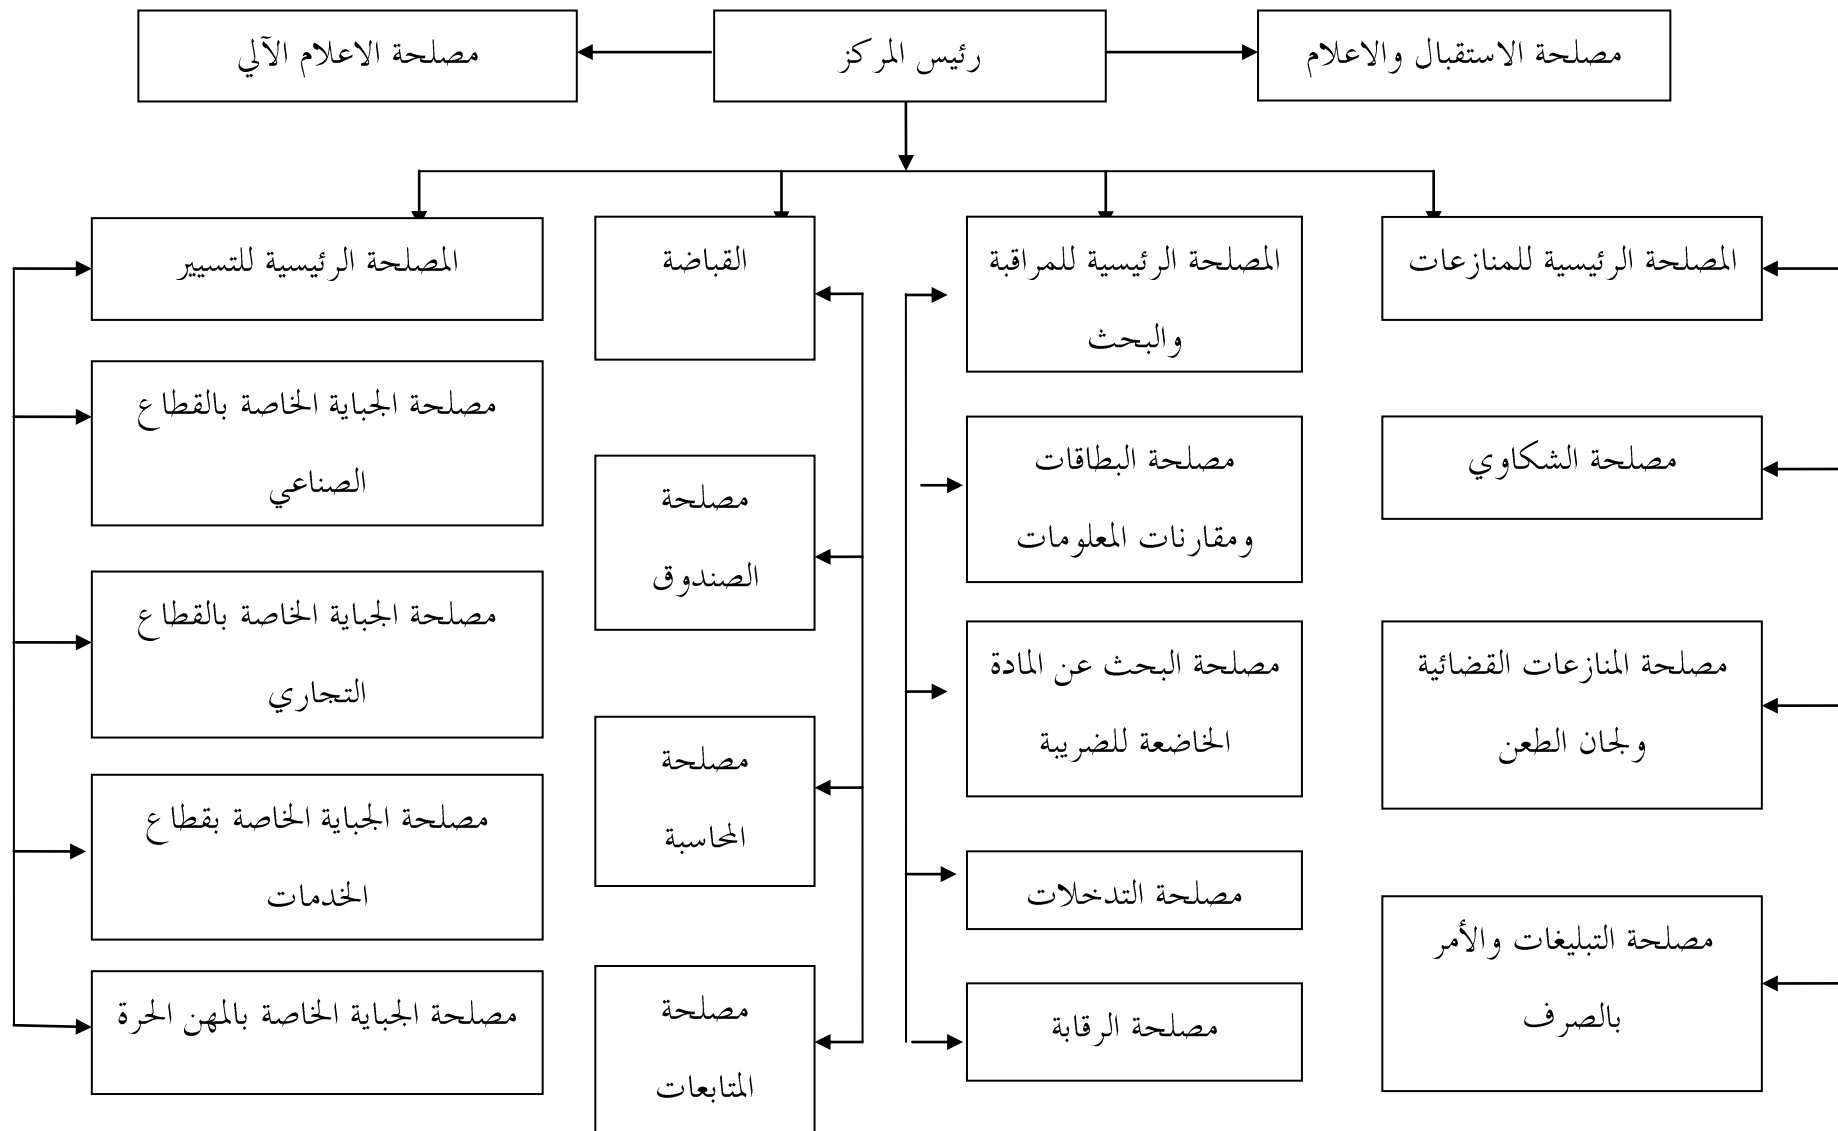 مصلحة الاستقبال والاعلام
رئيس المركز
مصلحة الاعلام الآلي
المصلحة الرئيسية للمنازعات
مصلحة الشكاوي
مصلحة المنازعات القضائية
ولجان الطعن
مصلحة التبليغات والأمر
بالصرف
المصلحة الرئيسية للمراقبة
والبحث
مصلحة البطاقات
ومقارنات المعلومات
مصلحة البحث عن المادة
الخاضعة للضريبة
مصلحة التدخلات
مصلحة الرقابة
القباضة
مصلحة
الصندوق
مصلحة
المحاسبة
مصلحة
المتابعات
المصلحة الرئيسية للتسيير
مصلحة الجباية الخاصة بالقطاع
الصناعي
مصلحة الجباية الخاصة بالقطاع
التجاري
مصلحة الجباية الخاصة بقطاع
الخدمات
مصلحة الجباية الخاصة بالمهن الحرة